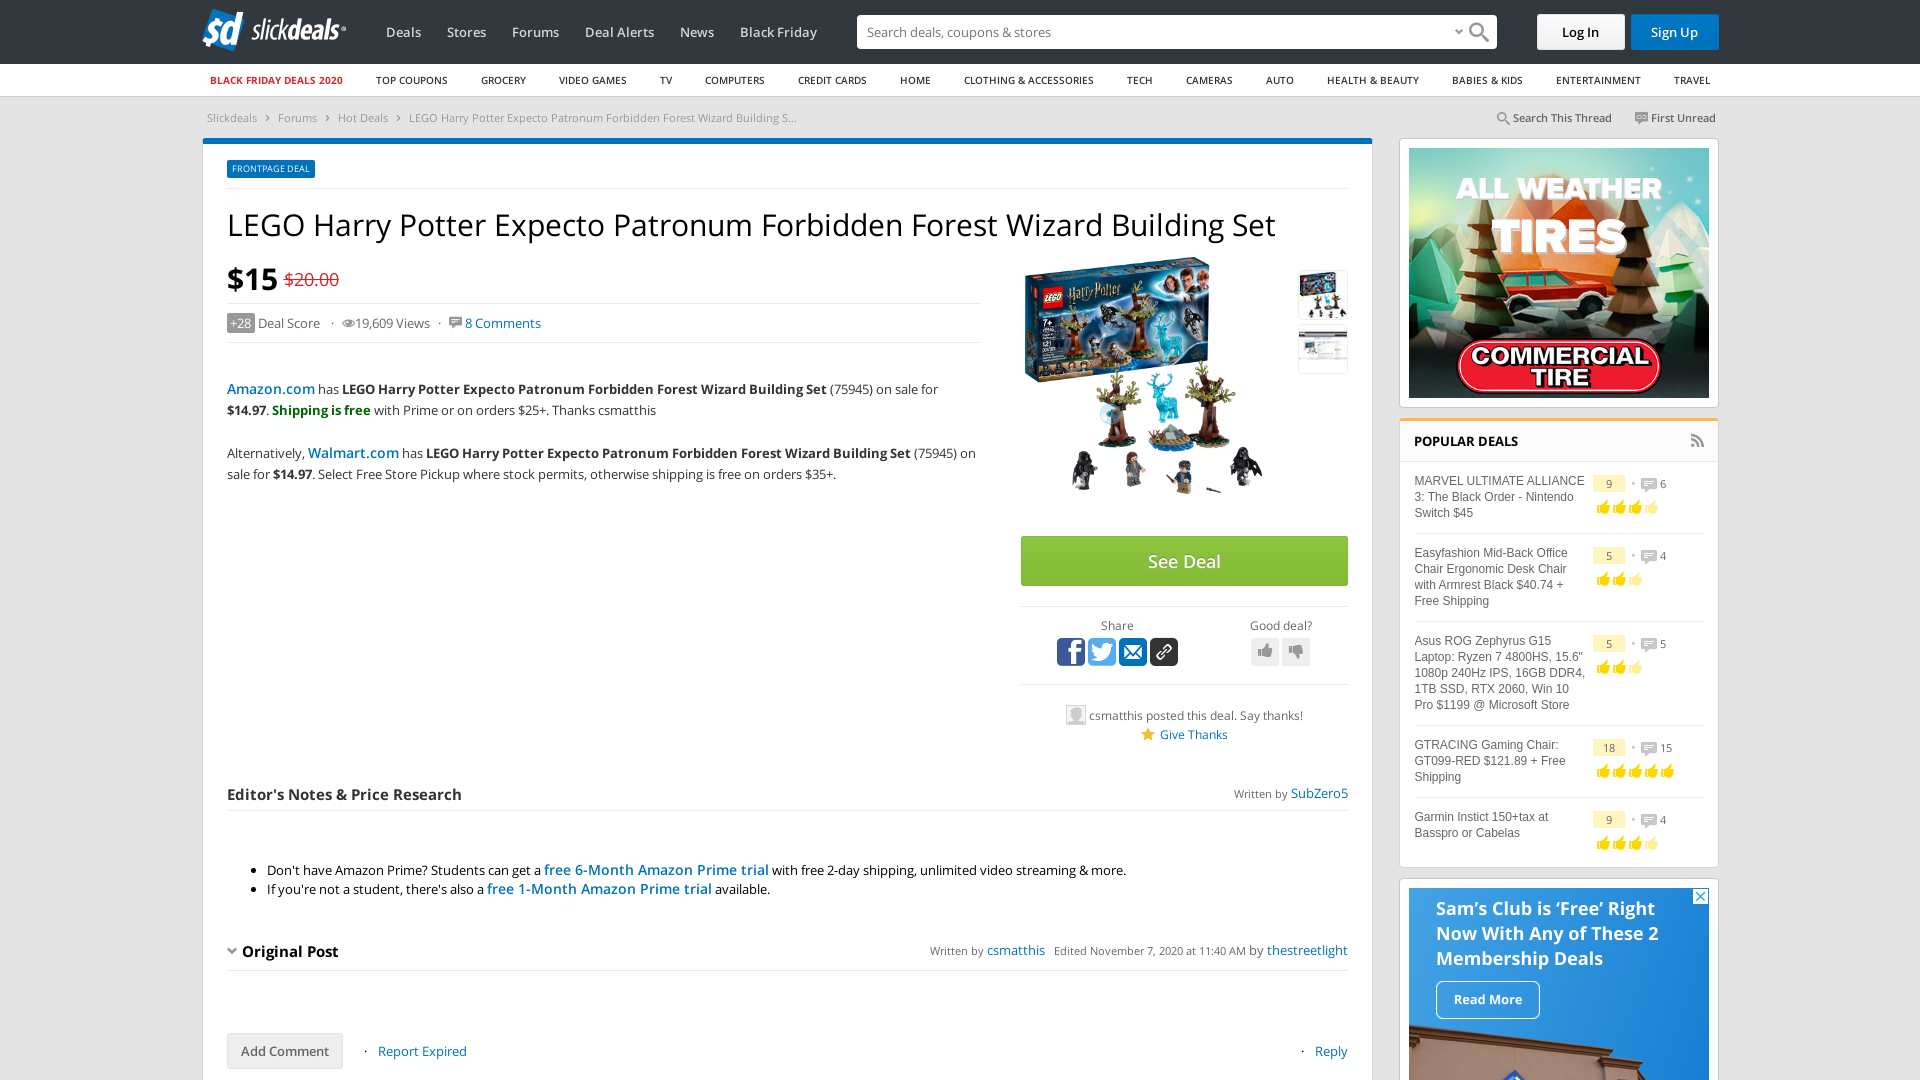 sd slickdeals
Deals Stores Forums Deal Alerts News Black Friday
Search deals, coupons & stores
Log In
Sign Up
BLACK FRIDAY DEALS 2020 TOP COUPONS GROCERY VIDEO GAMES TV COMPUTERS CREDIT CARDS HOME CLOTHING & ACCESSORIES TECH CAMERAS AUTO HEALTH & BEAUTY BABIES & KIDS ENTERTAINMENT TRAVEL
Slickdeals › Forums › Hot Deals › LEGO Harry Potter Expecto Patronum Forbidden Forest Wizard Building S...
Search This Thread First Unread
FRONTPAGE DEAL
LEGO Harry Potter Expecto Patronum Forbidden Forest Wizard Building Set
$15 $20.00
+28 Deal Score · 19,609 Views · 8 Comments
Amazon.com has LEGO Harry Potter Expecto Patronum Forbidden Forest Wizard Building Set (75945) on sale for
$14.97. Shipping is free with Prime or on orders $25+. Thanks csmatthis
Alternatively, Walmart.com has LEGO Harry Potter Expecto Patronum Forbidden Forest Wizard Building Set (75945) on
sale for $14.97. Select Free Store Pickup where stock permits, otherwise shipping is free on orders $35+.
LEGO
Harry Potter
7+
See Deal
Share
Good deal?
csmatthis posted this deal. Say thanks!
Give Thanks
Editor's Notes & Price Research
Written by SubZero5
Don't have Amazon Prime? Students can get a free 6-Month Amazon Prime trial with free 2-day shipping, unlimited video streaming & more.
If you're not a student, there's also a free 1-Month Amazon Prime trial available.
Original Post
Written by csmatthis Edited November 7, 2020 at 11:40 AM by thestreetlight
Add Comment · Report Expired
· Reply
ALL WEATHER
TIRES
COMMERCIAL
TIRE
POPULAR DEALS
MARVEL ULTIMATE ALLIANCE
3: The Black Order - Nintendo
Switch $45
9 • 6
Easyfashion Mid-Back Office
Chair Ergonomic Desk Chair
with Armrest Black $40.74 +
Free Shipping
5 • 4
Asus ROG Zephyrus G15
Laptop: Ryzen 7 4800HS, 15.6"
1080p 240Hz IPS, 16GB DDR4,
1TB SSD, RTX 2060, Win 10
Pro $1199 @ Microsoft Store
5 • 5
GTRACING Gaming Chair:
GT099-RED $121.89 + Free
Shipping
18 • 15
Garmin Instict 150+tax at
Basspro or Cabelas
9 • 4
Sam's Club is 'Free' Right
Now With Any of These 2
Membership Deals
Read More